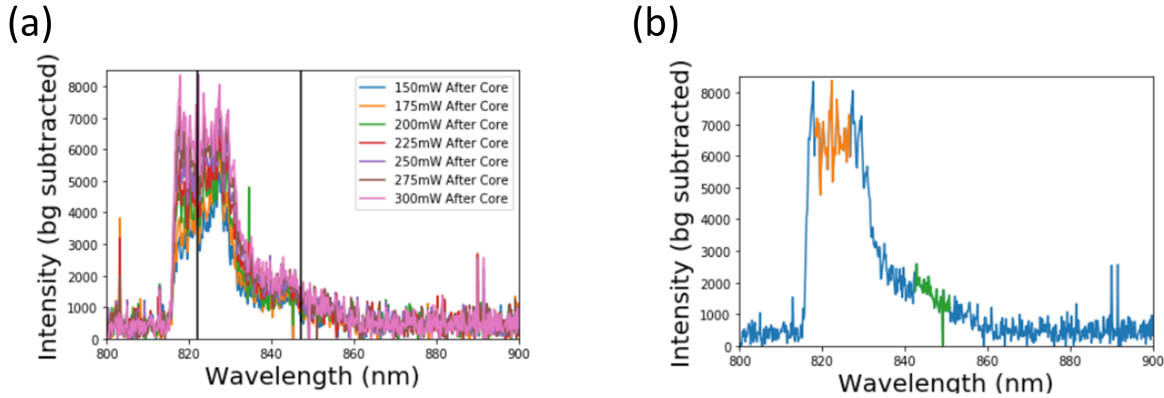 (a)
(b)
Intensity (bg subtracted)
8000
7000
6000
5000
4000
3000
2000
1000
0
150mW After Core
175mW After Core
200mW After Core
225mW After Core
250mW After Core
275mW After Core
300mW After Core
800 820 840 860 880 900
Wavelength (nm)
Intensity (bg subtracted)
8000
7000
6000
5000
4000
3000
2000
1000
0
800 820 840 860 880 900
Wavelength (nm)